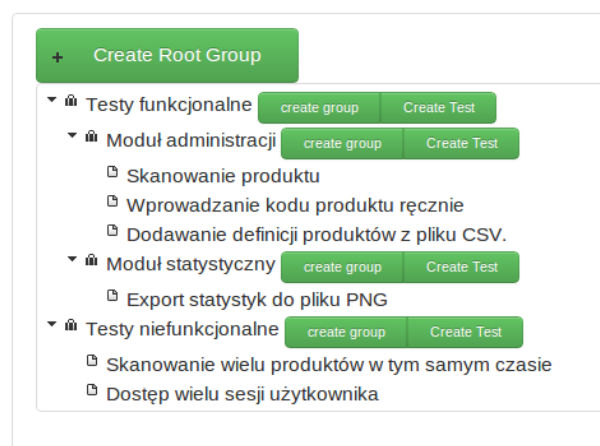 + Create Root Group
Testy funkcjonalne create group Create Test
Moduł administracji create group Create Test
Skanowanie produktu
Wprowadzanie kodu produktu ręcznie
Dodawanie definicji produktów z pliku CSV.
Moduł statystyczny create group Create Test
Export statystyk do pliku PNG
Testy niefunkcjonalne create group Create Test
Skanowanie wielu produktów w tym samym czasie
Dostęp wielu sesji użytkownika